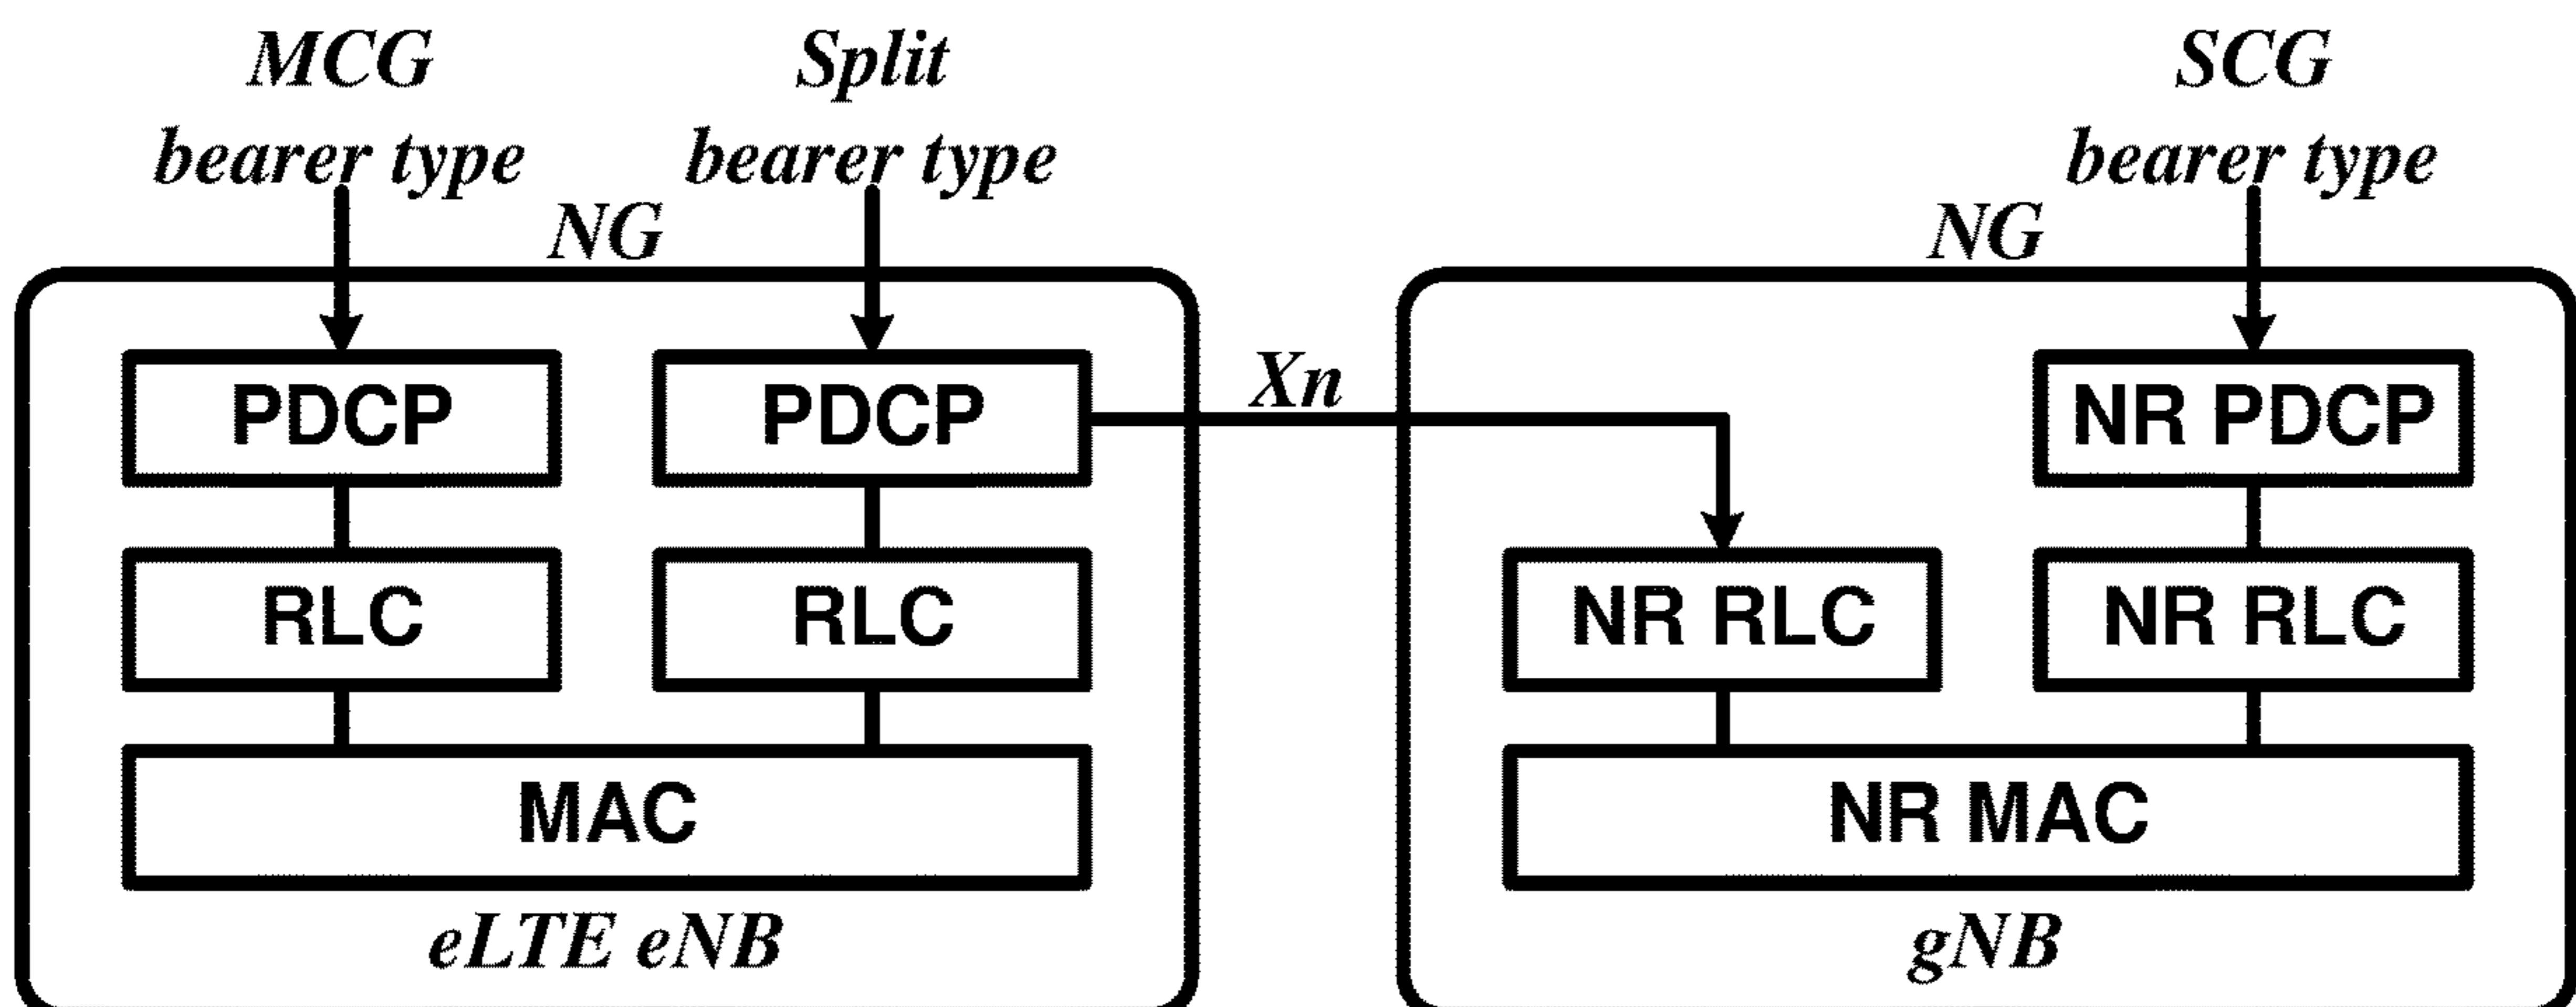 MCG
bearer type
Split
bearer type
SCG
bearer type
NG
NG
Xn
PDCP
PDCP
NR PDCP
RLC
RLC
NR RLC
NR RLC
MAC
NR MAC
eLTE eNB
gNB